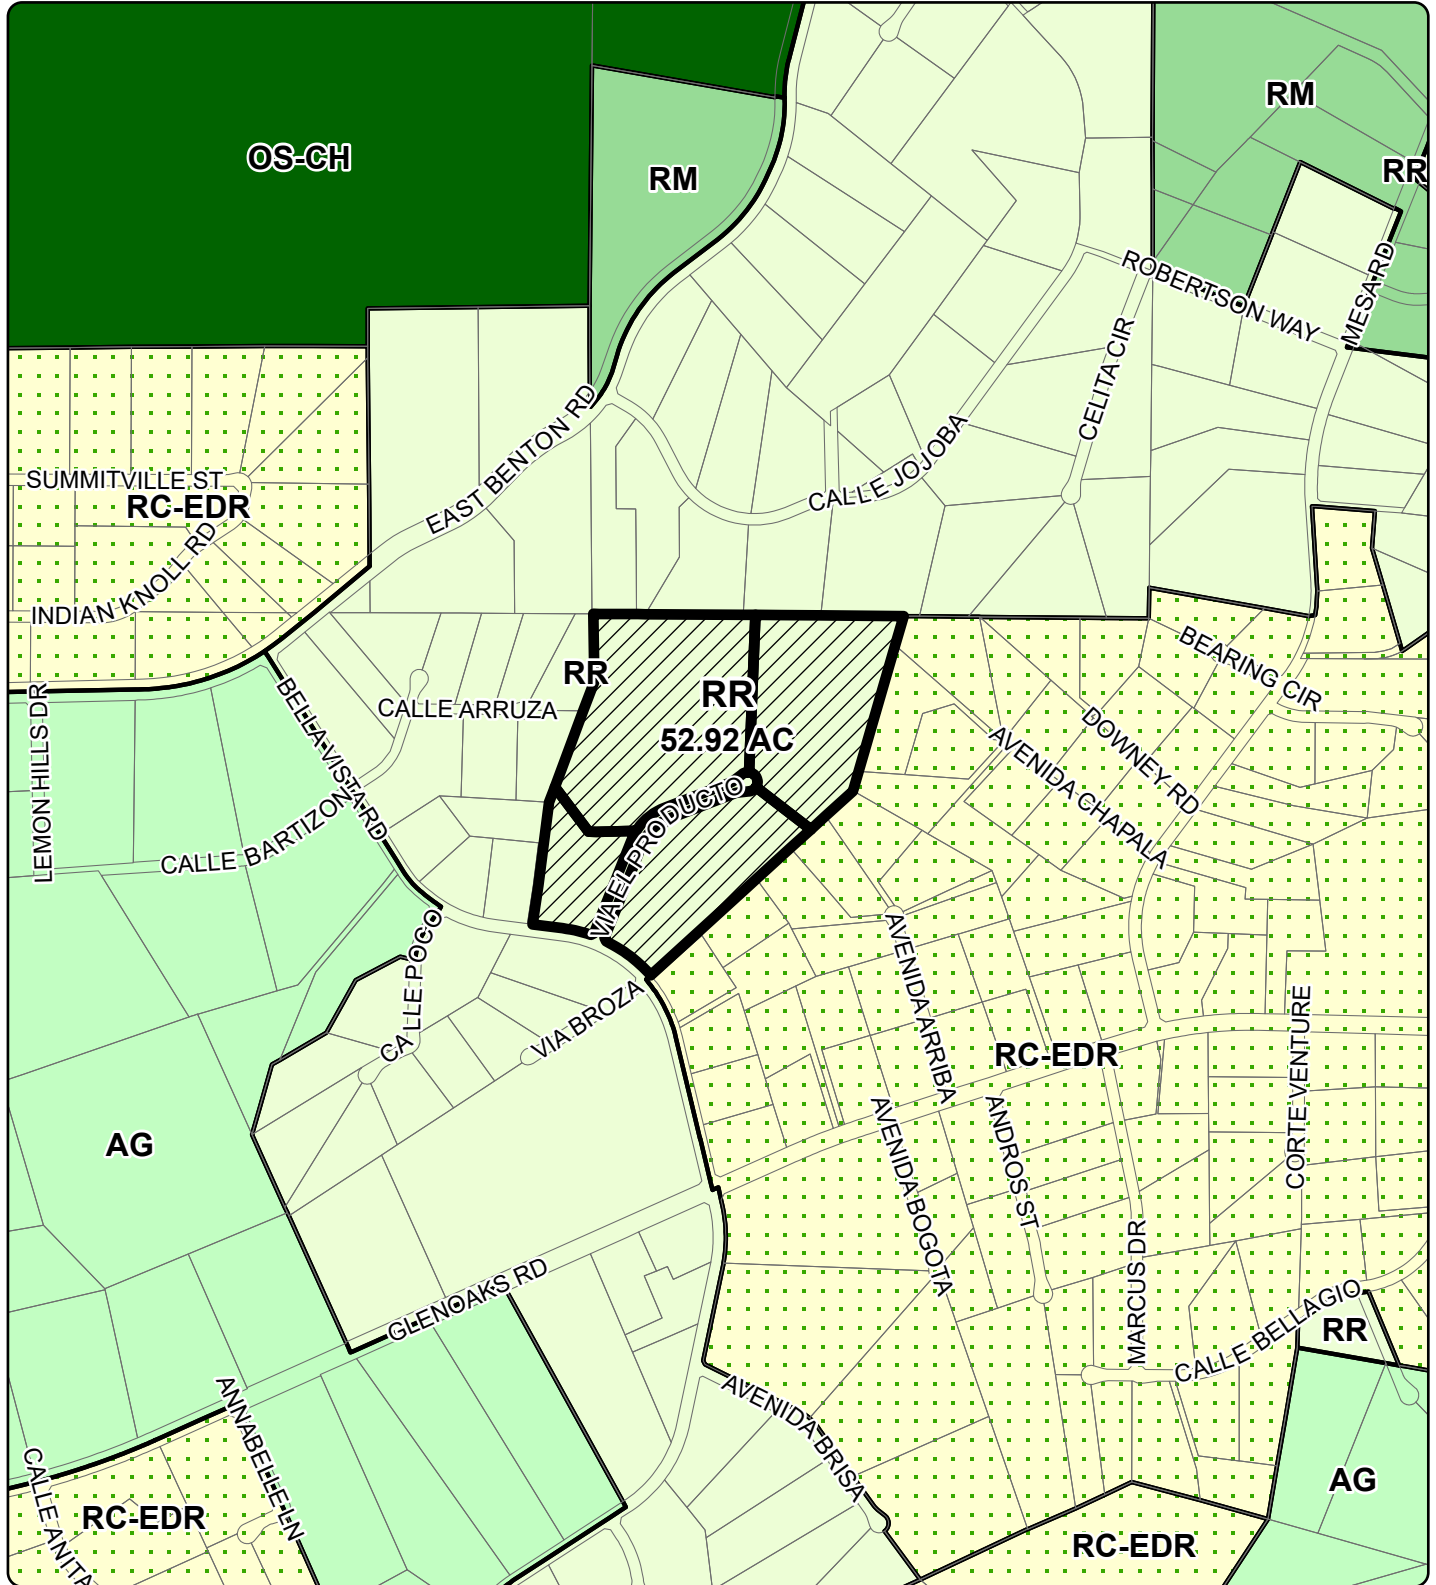 OS-CH
RM
RM
RR
ROBERTSON WAY
MESA RD
CELITA CIR
EAST BENTON RD
CALLE JOJOBA
SUMMITVILLE ST
RC-EDR
INDIAN KNOLL RD
BEARING CIR
RR
RR
52.92 AC
CALLE ARRUZA
BELLA VISTA RD
LEMON HILLS DR
DOWNEY RD
AVENIDA CHAPALA
VIA EL PRODUCTO
CALLE BARTIZON
CALLE POCO
VIA BROZA
AVENIDA ARRIBA
RC-EDR
CORTE VENTURE
ANDROS ST
AVENIDA BOGOTA
AG
MARCUS DR
GLENOAKS RD
CALLE BELLAGIO
RR
ANNABELLE LN
AVENIDA BRISA
AG
CALLE ANITA
RC-EDR
RC-EDR